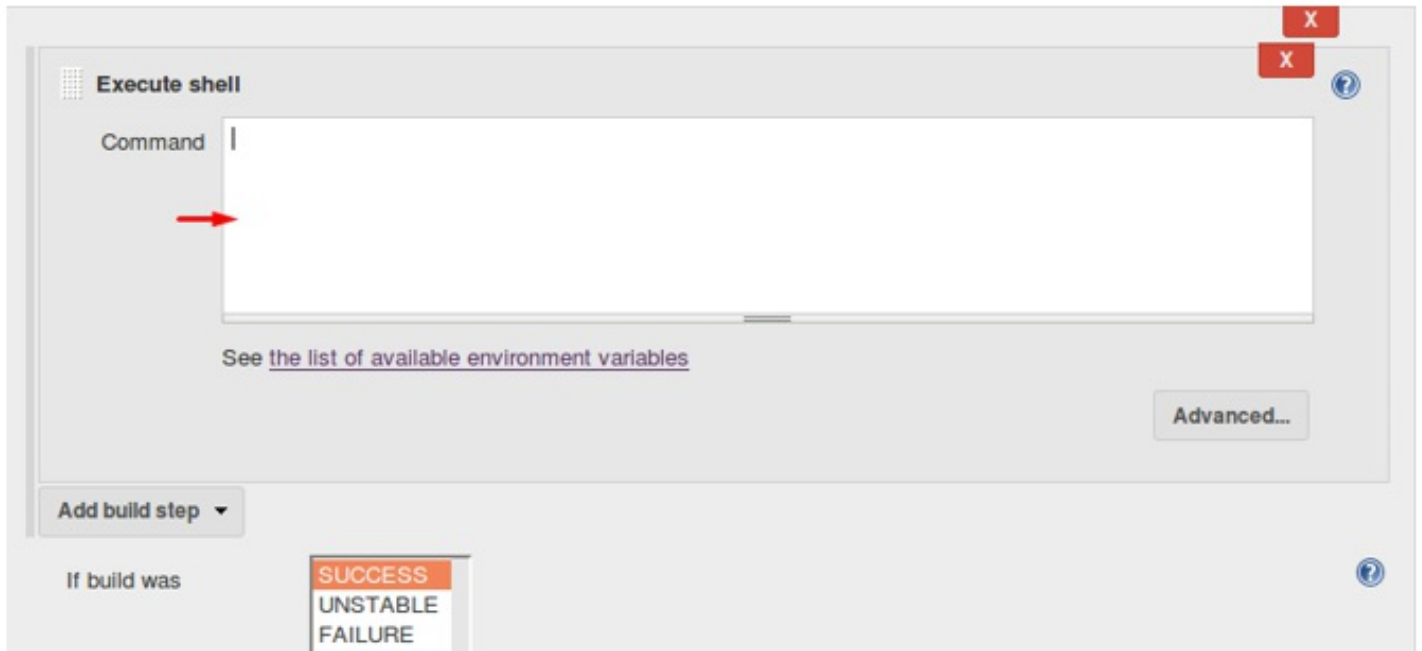 X
X
Execute shell
?
Command
See the list of available environment variables
Advanced...
Add build step
If build was
SUCCESS
?
UNSTABLE
FAILURE